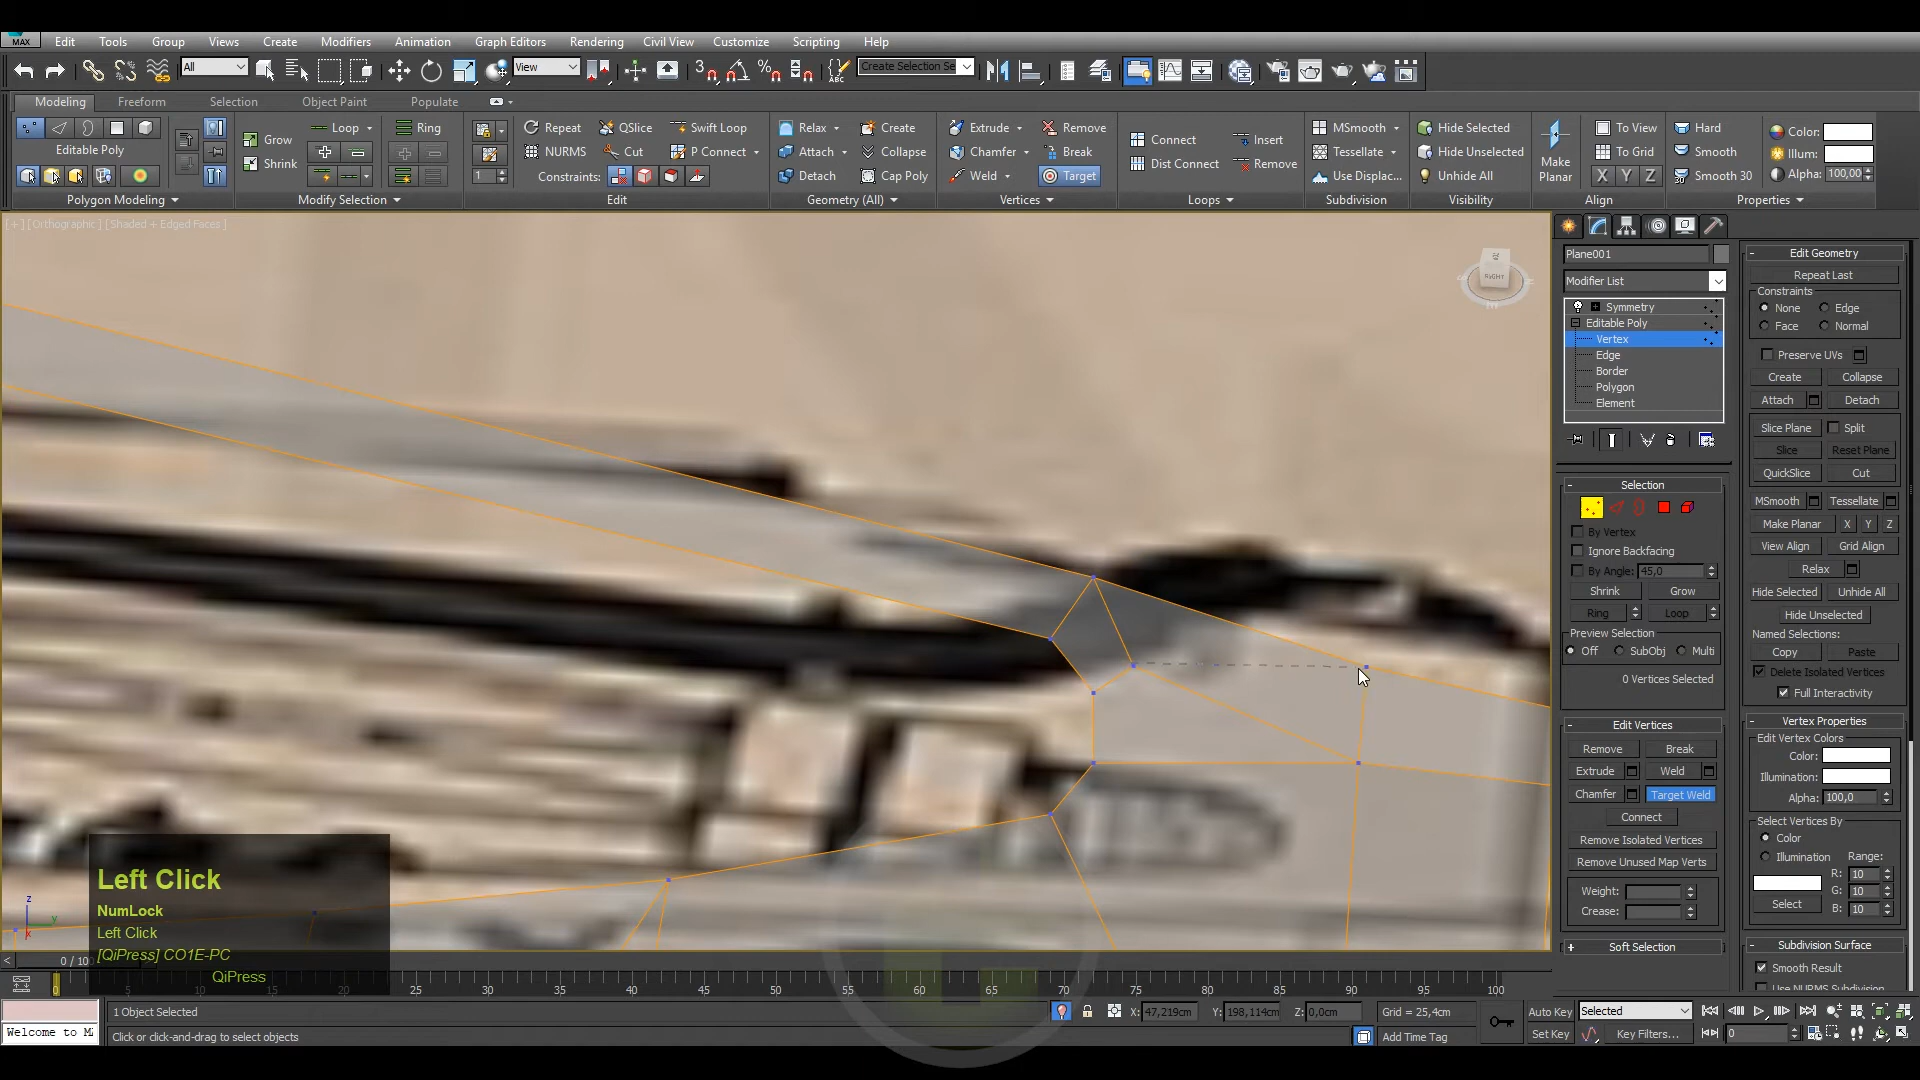 MAX Edit Tools Group Views Create Modifiers Animation Graph Editors Rendering Civil View Customize Scripting Help
All View Create Selection Se
Modeling Freeform Selection Object Paint Populate
Grow Loop Ring Repeat QSlice Swift Loop Relax Create Extrude Remove MSmooth Hide Selected To View Hard Color:
Connect Insert
Editable Poly NURMS Cut P Connect Attach Collapse Chamfer Break Tessellate Hide Unselected To Grid Smooth Illum:
Shrink Dist Connect Remove Make Planar
1 Constraints: Detach Cap Poly Weld Target Use Displac... Unhide All X Y Z Smooth 30 Alpha: 100,00
Polygon Modeling Modify Selection Edit Geometry (All) Vertices Loops Subdivision Visibility Align Properties
[+] [Orthographic ] [Shaded + Edged Faces ]
RIGHT
Plane001
Modifier List
Symmetry
Editable Poly
Vertex
Edge
Border
Polygon
Element
Selection
By Vertex
Ignore Backfacing
By Angle: 45,0
Shrink Grow
Ring Loop
Preview Selection
Off SubObj Multi
0 Vertices Selected
Edit Vertices
Remove Break
Extrude Weld
Chamfer Target Weld
Connect
Remove Isolated Vertices
Remove Unused Map Verts
Weight:
Crease:
Soft Selection
Edit Geometry
Repeat Last
Constraints
None Edge
Face Normal
Preserve UVs
Create Collapse
Attach Detach
Slice Plane Split
Slice Reset Plane
QuickSlice Cut
MSmooth Tessellate
Make Planar X Y Z
View Align Grid Align
Relax
Hide Selected Unhide All
Hide Unselected
Named Selections:
Copy Paste
Delete Isolated Vertices
Full Interactivity
Vertex Properties
Edit Vertex Colors
Color:
Illumination:
Alpha: 100,0
Select Vertices By
Color
Illumination Range:
R: 10
G: 10
Select B: 10
Subdivision Surface
Smooth Result
Use NURMS Subdivision
Left Click
NumLock
Left Click
[QiPress] CO1E-PC
QiPress
z y x
0 / 100
0 5 10 15 20 25 30 35 40 45 50 55 60 65 70 75 80 85 90 95 100
1 Object Selected X: 47,219cm Y: 198,114cm Z: 0,0cm Grid = 25,4cm Auto Key Selected
Welcome to M Click or click-and-drag to select objects Add Time Tag Set Key Key Filters... 0